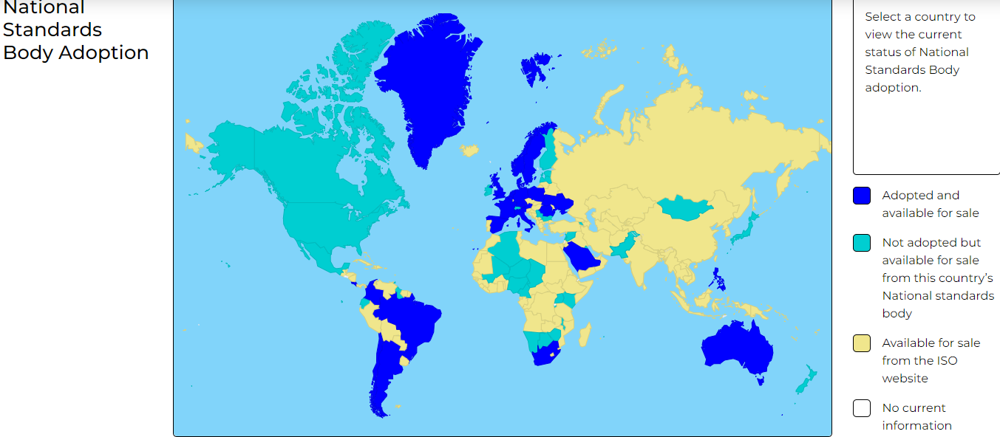 National
Standards
Body Adoption
Select a country to
view the current
status of National
Standards Body
adoption.
Adopted and
available for sale
Not adopted but
available for sale
from this country’s
National standards
body
Available for sale
from the ISO
website
No current
information